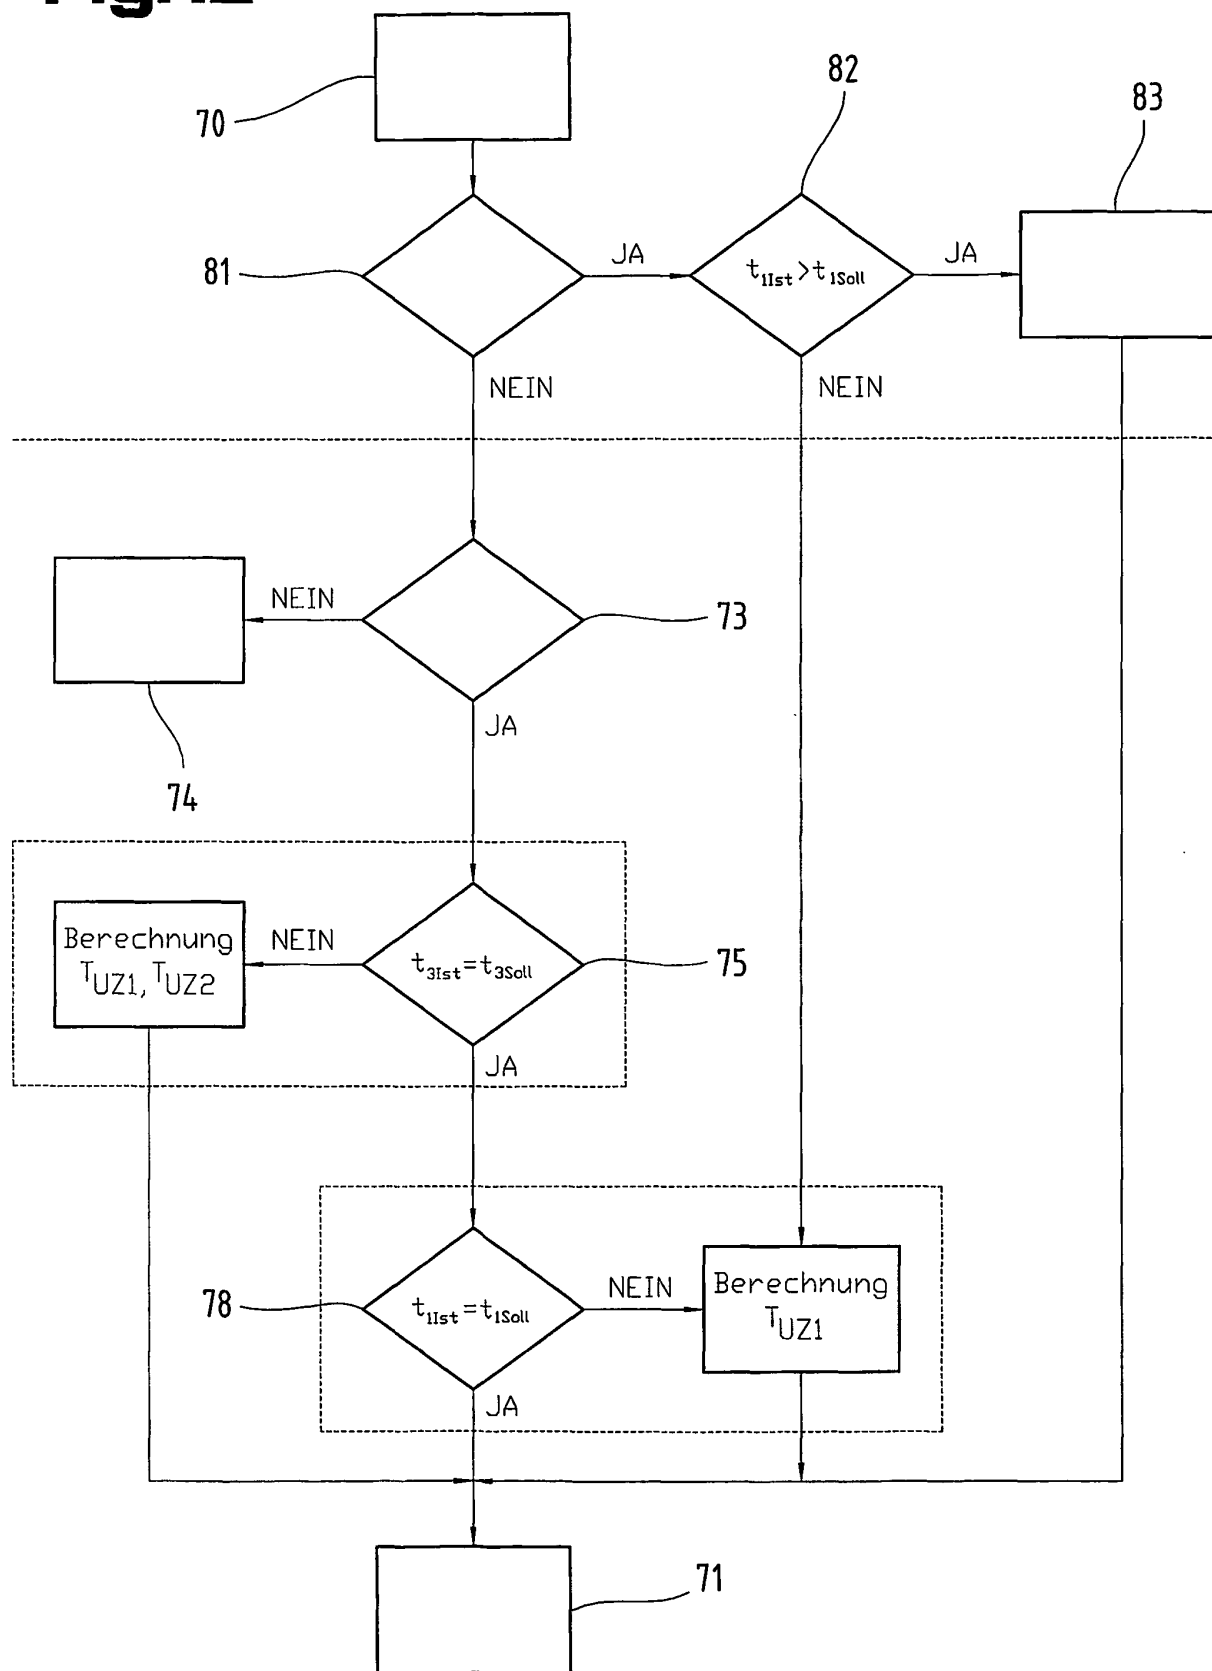 70
82
83
81
JA
t1Ist>t1Soll
JA
NEIN
NEIN
NEIN
73
JA
74
Berechnung
TUZ1, TUZ2
NEIN
t3Ist=t3Soll
75
JA
78
t1Ist=t1Soll
NEIN
Berechnung
TUZ1
JA
71